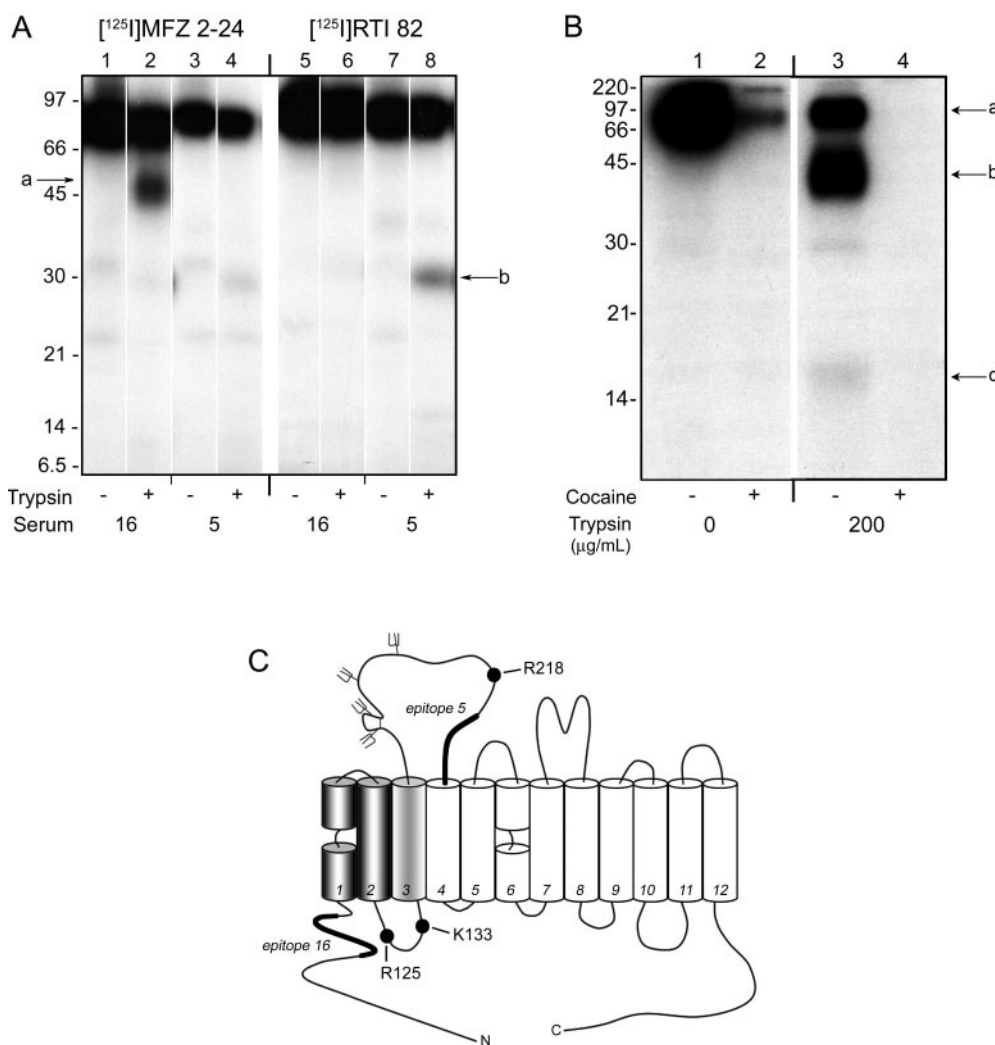 A
[¹²⁵I]MFZ 2-24
[¹²⁵I]RTI 82
1 2 3 4 5 6 7 8
97 -
66 -
a
45 -
30 -
b
21 -
14 -
6.5 -
Trypsin - + - + - + - +
Serum 16 5 16 5
B
1 2 3 4
220-
97 -
a
66 -
45 -
b
30 -
21-
c
14-
Cocaine - + - +
Trypsin 0 200
(µg/mL)
C
R218
epitope 5
1 2 3 4 5 6 7 8 9 10 11 12
epitope 16
K133
R125
N
C